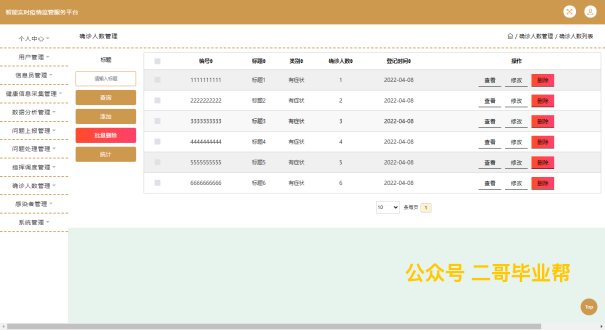 智能实时疫情监管服务平台
个人中心
用户管理
信息员管理
健康信息采集管理
数据分析管理
问题上报管理
问题处理管理
指挥调度管理
确诊人数管理
感染者管理
系统管理
确诊人数管理
/ 确诊人数管理 / 确诊人数列表
标题
请输入标题
查询
添加
批量删除
统计
编号 标题 类别 确诊人数 登记时间 操作
1111111111 标题1 有症状 1 2022-04-08 查看 修改 删除
2222222222 标题2 有症状 2 2022-04-08 查看 修改 删除
3333333333 标题3 有症状 3 2022-04-08 查看 修改 删除
4444444444 标题4 有症状 4 2022-04-08 查看 修改 删除
5555555555 标题5 有症状 5 2022-04-08 查看 修改 删除
6666666666 标题6 有症状 6 2022-04-08 查看 修改 删除
10 条每页 1
公众号 二哥毕业帮
Top